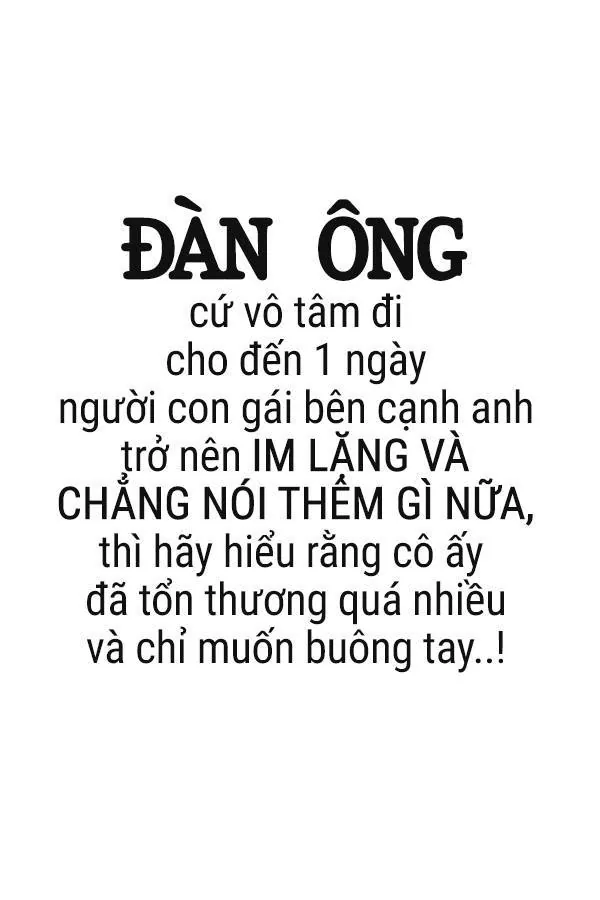 ĐÀN ÔNG
cứ vô tâm đi
cho đến 1 ngày
người con gái bên cạnh anh
trở nên IM LẶNG VÀ
CHẲNG NÓI THÊM GÌ NỮA,
thì hãy hiểu rằng cô ấy
đã tổn thương quá nhiều
và chỉ muốn buông tay..!